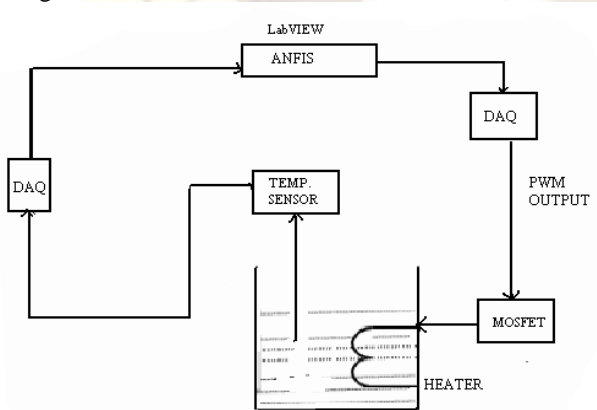 LabVIEW
ANFIS
DAQ
DAQ
TEMP.
SENSOR
PWM
OUTPUT
MOSFET
HEATER